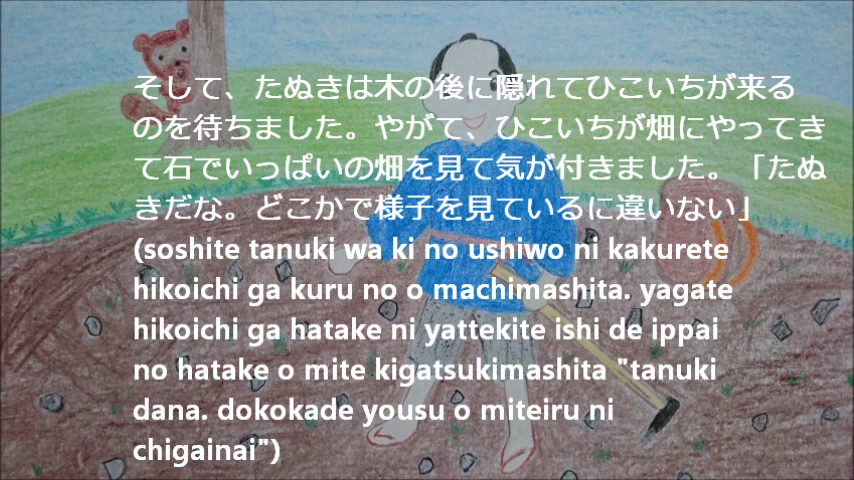 そして、たぬきは木の後に隠れてひこいちが来る
のを待ちました。やがて、ひこいちが畑にやってき
て石でいっぱいの畑を見て気が付きました。「たぬ
きだな。どこかで様子を見ているに違いない」
(soshite tanuki wa ki no ushiwo ni kakurete
hikoichi ga kuru no o machimashita. yagate
hikoichi ga hatake ni yattekite ishi de ippai
no hatake o mite kigatsukimashita "tanuki
dana. dokokade yousu o miteiru ni
chigainai")